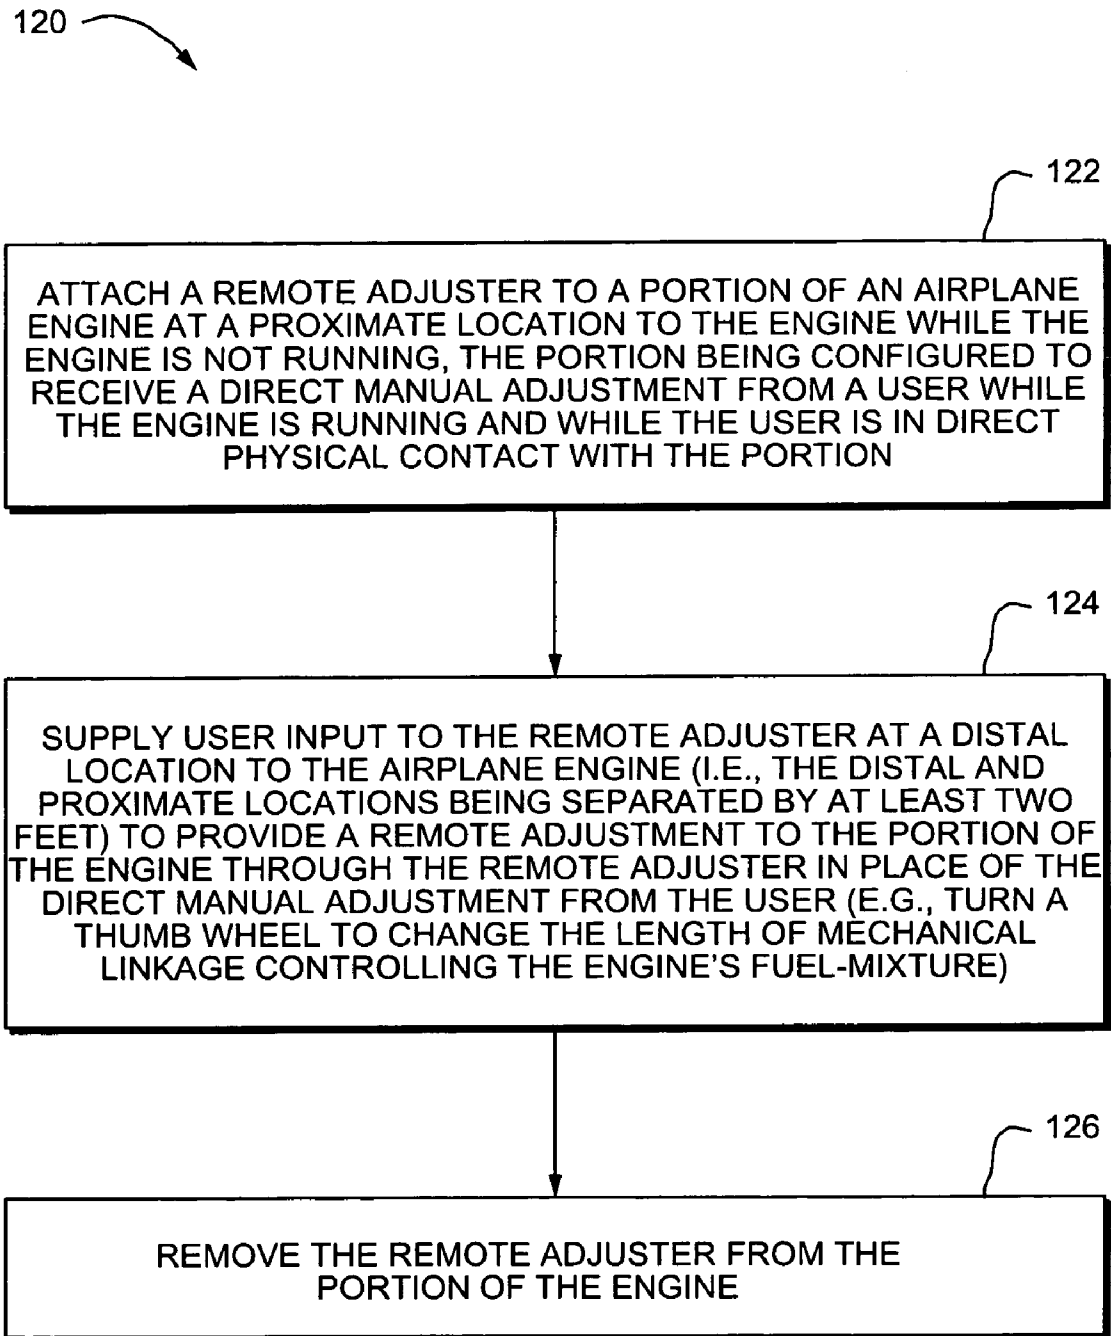 120
122
ATTACH A REMOTE ADJUSTER TO A PORTION OF AN AIRPLANE
ENGINE AT A PROXIMATE LOCATION TO THE ENGINE WHILE THE
ENGINE IS NOT RUNNING, THE PORTION BEING CONFIGURED TO
RECEIVE A DIRECT MANUAL ADJUSTMENT FROM A USER WHILE
THE ENGINE IS RUNNING AND WHILE THE USER IS IN DIRECT
PHYSICAL CONTACT WITH THE PORTION
124
SUPPLY USER INPUT TO THE REMOTE ADJUSTER AT A DISTAL
LOCATION TO THE AIRPLANE ENGINE (I.E., THE DISTAL AND
PROXIMATE LOCATIONS BEING SEPARATED BY AT LEAST TWO
FEET) TO PROVIDE A REMOTE ADJUSTMENT TO THE PORTION OF
THE ENGINE THROUGH THE REMOTE ADJUSTER IN PLACE OF THE
DIRECT MANUAL ADJUSTMENT FROM THE USER (E.G., TURN A
THUMB WHEEL TO CHANGE THE LENGTH OF MECHANICAL
LINKAGE CONTROLLING THE ENGINE'S FUEL-MIXTURE)
126
REMOVE THE REMOTE ADJUSTER FROM THE
PORTION OF THE ENGINE